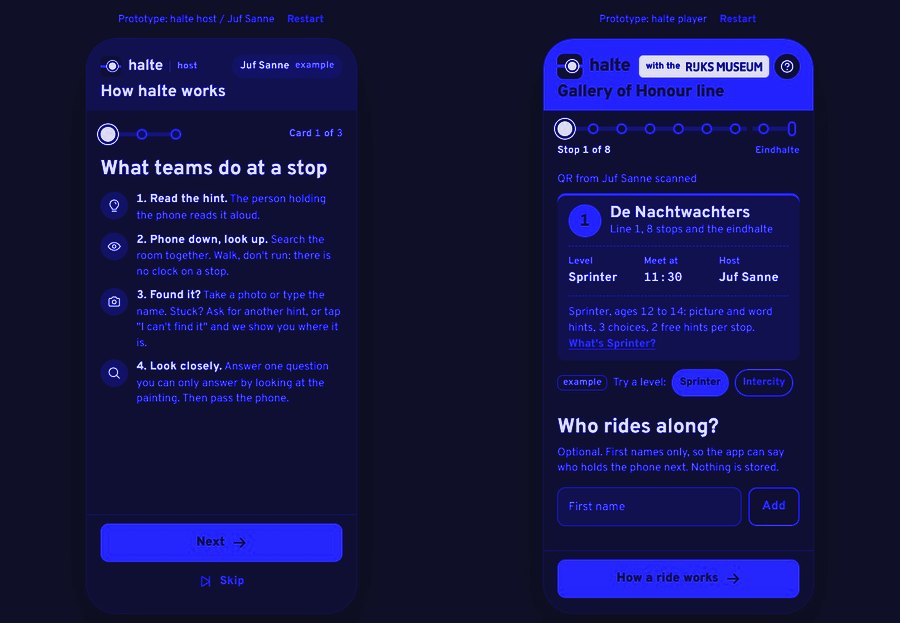 Prototype: halte host / Juf Sanne Restart
halte host Juf Sanne example
How halte works
Card 1 of 3
What teams do at a stop
1. Read the hint. The person holding
the phone reads it aloud.
2. Phone down, look up. Search the
room together. Walk, don't run: there is
no clock on a stop.
3. Found it? Take a photo or type the
name. Stuck? Ask for another hint, or tap
"I can't find it" and we show you where it
is.
4. Look closely. Answer one question
you can only answer by looking at the
painting. Then pass the phone.
Next
Skip
Prototype: halte player Restart
halte with the RIJKS MUSEUM
Gallery of Honour line
Stop 1 of 8 Eindhalte
QR from Juf Sanne scanned
1 De Nachtwachters
Line 1, 8 stops and the eindhalte
Level Meet at Host
Sprinter 11:30 Juf Sanne
Sprinter, ages 12 to 14: picture and word
hints, 3 choices, 2 free hints per stop.
What's Sprinter?
example Try a level: Sprinter Intercity
Who rides along?
Optional. First names only, so the app can say
who holds the phone next. Nothing is stored.
First name Add
How a ride works